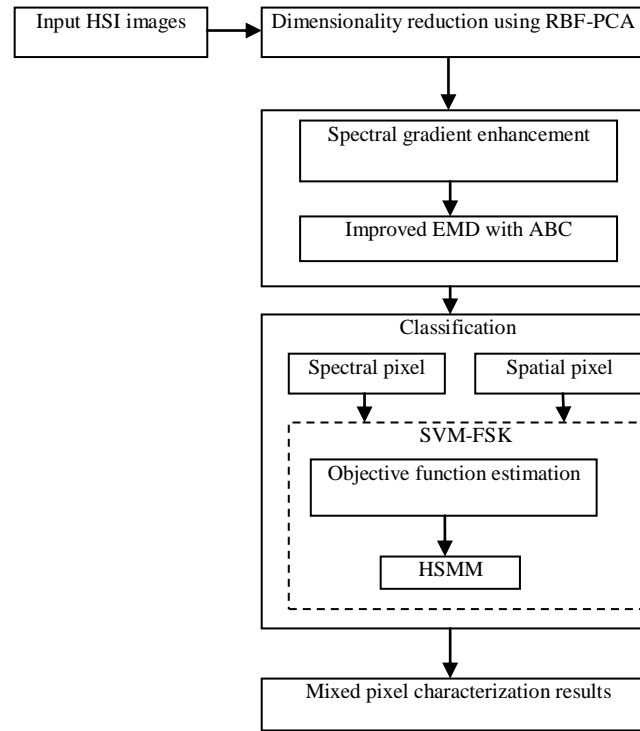 Input HSI images
Dimensionality reduction using RBF-PCA
Spectral gradient enhancement
Improved EMD with ABC
Classification
Spectral pixel
Spatial pixel
SVM-FSK
Objective function estimation
HSMM
Mixed pixel characterization results